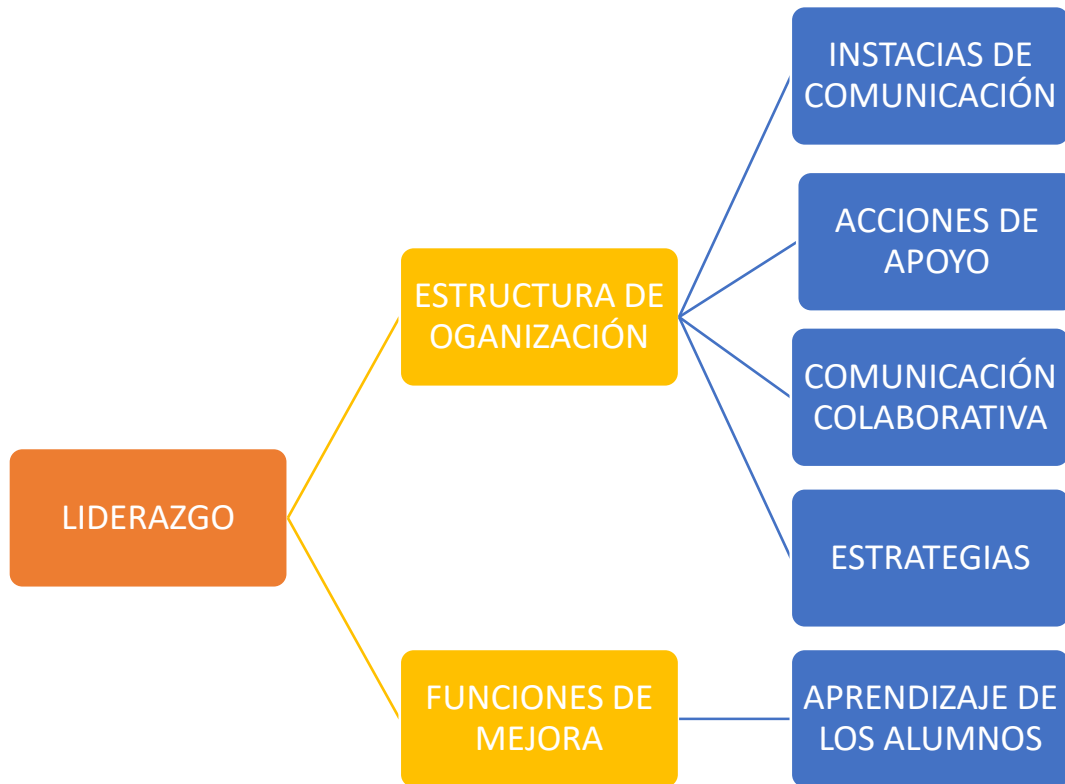 LIDERAZGO
ESTRUCTURA DE
OGANIZACIÓN
INSTACIAS DE
COMUNICACIÓN
ACCIONES DE
APOYO
COMUNICACIÓN
COLABORATIVA
ESTRATEGIAS
FUNCIONES DE
MEJORA
APRENDIZAJE DE
LOS ALUMNOS